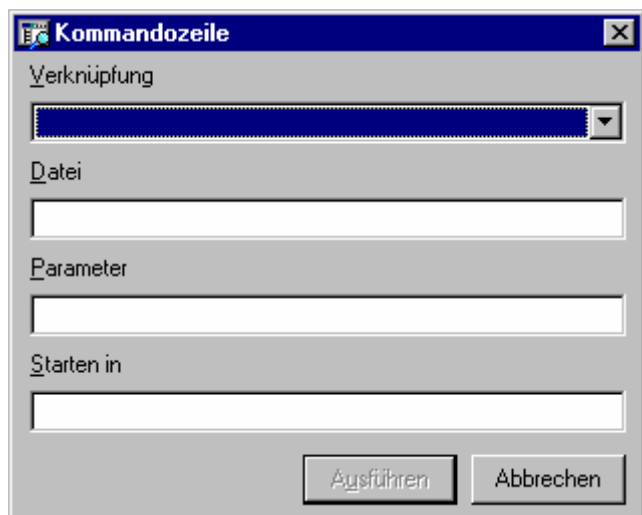 Kommandozeile
Verknüpfung
Datei
Parameter
Starten in
Ausführen Abbrechen